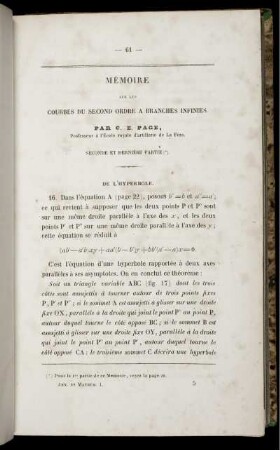 — 61 —
MÉMOIRE
SUR LES
COURBES DU SECOND ORDRE A BRANCHES INFINIES
PAR C. E. PAGE,
Professeur à l'École royale d'artillerie de La Fère.
SECONDE ET DERNIÈRE PARTIE (*).
DE L'HYPERBOLE.
16. Dans l'équation A (page 22), posons b'=b et
ce qui revient à supposer que les deux points P et P' sont
sur une même droite parallèle à l'axe des x, et les deux
points P et P'' sur une même droite parallèle à l'axe des y;
cette équation se réduit à
C'est l'équation d'une hyperbole rapportée à deux axes
parallèles à ses asymptotes. On en conclut ce théorème:
Soit un triangle variable ABC (fig. 17) dont les trois
côtés sont assujettis à tourner autour de trois points fixes
P, P' et P''; si le sommet A est assujetti à glisser sur une droite
fixe OX, parallèle à la droite qui joint le point P' au point P,
autour duquel tourne le côté opposé BC; si le sommet B est
assujetti à glisser sur une droite fixe OY, parallèle à la droite
qui joint le point P'' au point P', autour duquel tourne le
côté opposé CA; le troisième sommet C décrira une hyperbole
(*) Pour la 1re partie de ce Mémoire, voyez la page
5